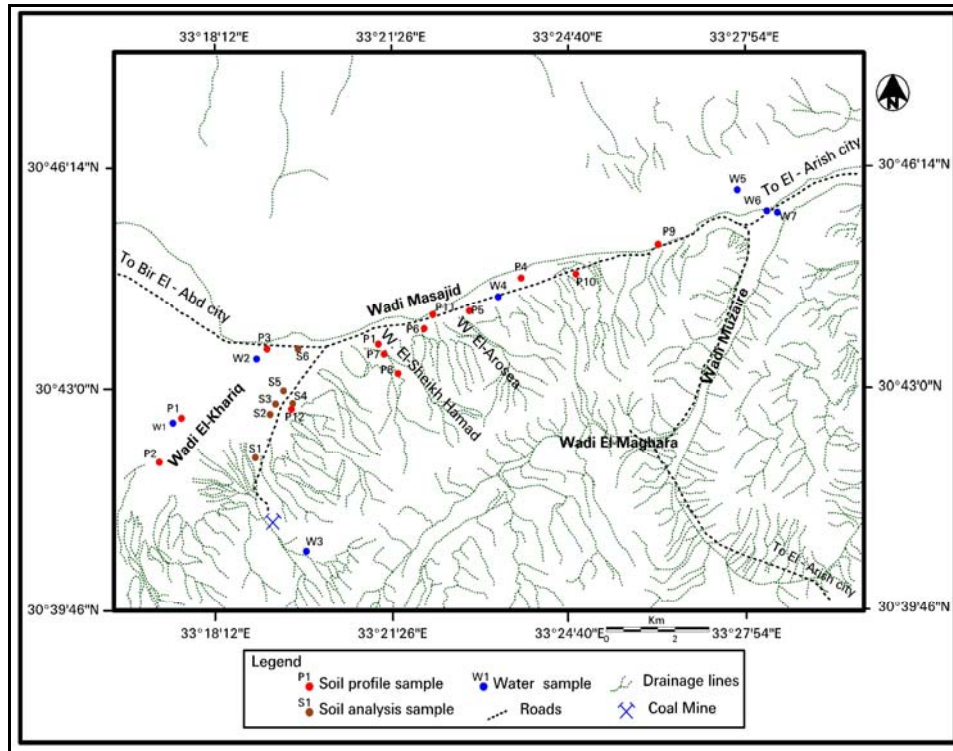 33°18'12"E
33°21'26"E
33°24'40"E
33°27'54"E
N
30°46'14"N
30°46'14"N
To El - Arish city
W5
W6
W7
P9
To Bir El - Abd city
P4
P10
Wadi Masajid
W4
P11
P5
P6
W. El-Arosea
P3
S6
P1
W2
P7
W. El-Sheikh Hamad
P8
Wadi Muzaire
30°43'0"N
30°43'0"N
S5
S3
S4
S2
P12
P1
W1
Wadi El-Khariq
Wadi El-Maghara
P2
S1
W3
To El - Arish city
30°39'46"N
30°39'46"N
33°18'12"E
33°21'26"E
33°24'40"E
33°27'54"E
Km
0
2
Legend
P1
Soil profile sample
W1
Water sample
Drainage lines
S1
Soil analysis sample
Roads
Coal Mine